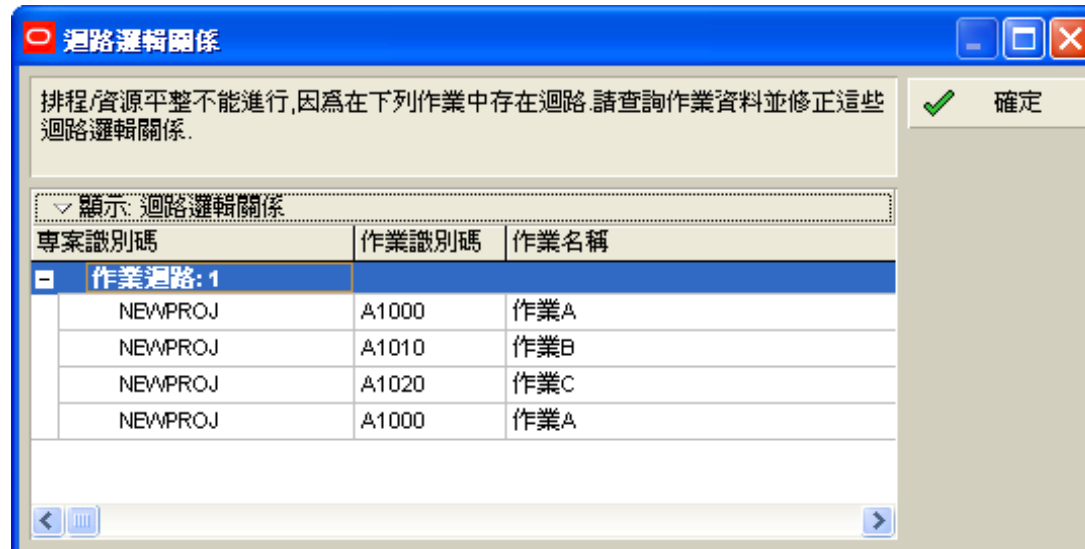 迴路邏輯關係
排程/資源平整不能進行,因為在下列作業中存在迴路.請查詢作業資料並修正這些
迴路邏輯關係.
確定
顯示: 迴路邏輯關係
專案識別碼 作業識別碼 作業名稱
作業迴路: 1
NEWPROJ A1000 作業A
NEWPROJ A1010 作業B
NEWPROJ A1020 作業C
NEWPROJ A1000 作業A